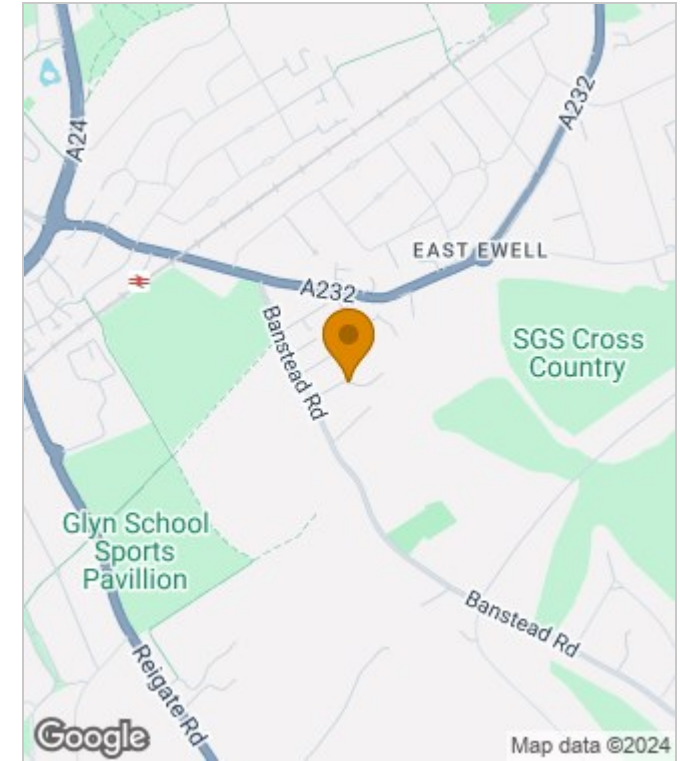 A24
A232
EAST EWELL
A232
Banstead Rd
SGS Cross
Country
Glyn School
Sports
Pavillion
Banstead Rd
Reigate Rd
Google
Map data ©2024